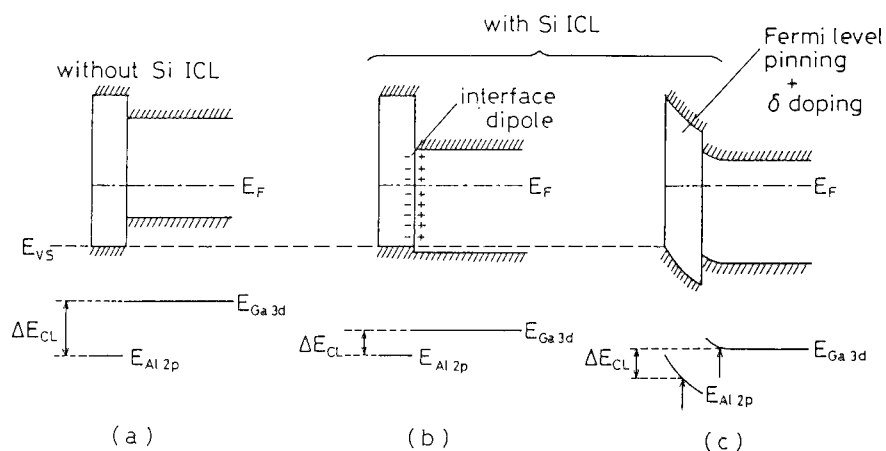 with Si ICL
without Si ICL
interface
dipole
Fermi level
pinning
+
δ doping
E_F
E_F
E_F
E_VS
- - - - - - - - -
+ + + + + + + + +
ΔE_CL
E_Ga 3d
E_Al 2p
ΔE_CL
E_Ga 3d
E_Al 2p
ΔE_CL
E_Ga 3d
E_Al 2p
(a)
(b)
(c)